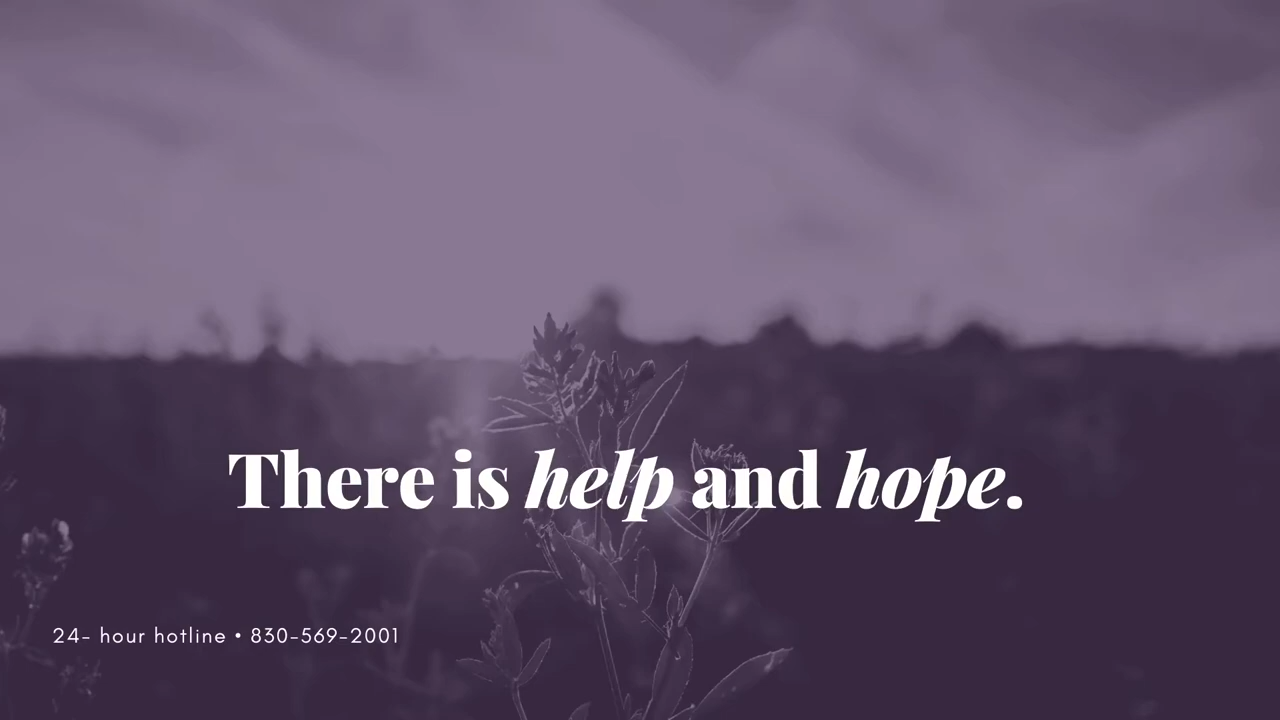 There is help and hope.
24- hour hotline • 830-569-2001